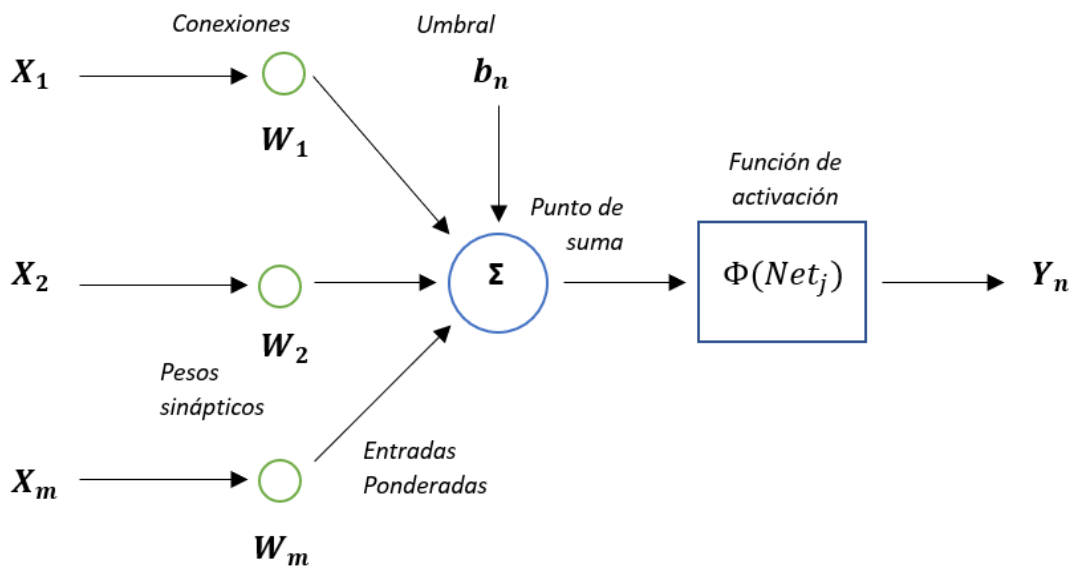 Conexiones
Umbral
X₁
bₙ
W₁
Función de
activación
Punto de
suma
X₂
Σ
Φ(Netⱼ)
Yₙ
W₂
Pesos
sinápticos
Entradas
Ponderadas
Xₘ
Wₘ